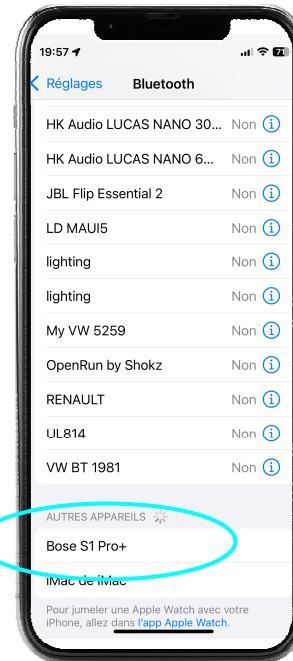 19:57 71
Réglages Bluetooth
HK Audio LUCAS NANO 30... Non
HK Audio LUCAS NANO 6... Non
JBL Flip Essential 2 Non
LD MAUI5 Non
lighting Non
lighting Non
My VW 5259 Non
OpenRun by Shokz Non
RENAULT Non
UL814 Non
VW BT 1981 Non
AUTRES APPAREILS
Bose S1 Pro+
iMac de iMac
Pour jumeler une Apple Watch avec votre
iPhone, allez dans l'app Apple Watch.